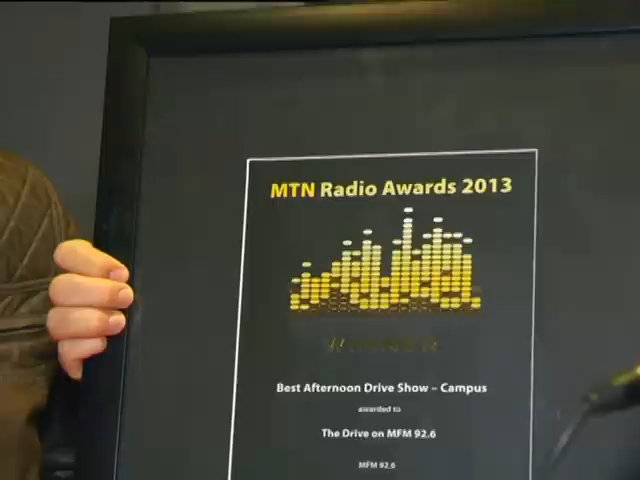 MTN Radio Awards 2013
WINNER
Best Afternoon Drive Show – Campus
awarded to
The Drive on MFM 92.6
MFM 92.6